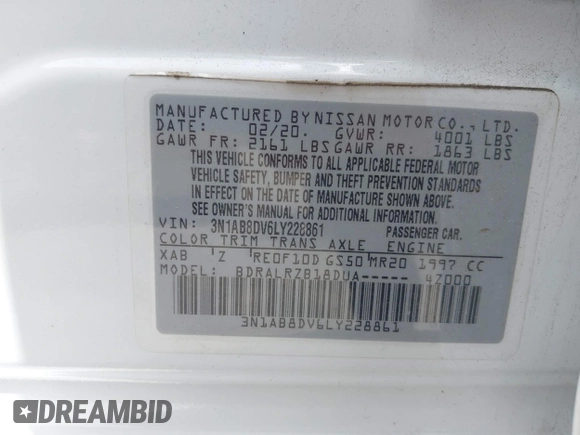 MANUFACTURED BY NISSAN MOTOR CO., LTD.
DATE: 02/20. GVWR: 4001 LBS
GAWR FR: 2161 LBS GAWR RR: 1863 LBS
THIS VEHICLE CONFORMS TO ALL APPLICABLE FEDERAL MOTOR
VEHICLE SAFETY, BUMPER AND THEFT PREVENTION STANDARDS
IN EFFECT ON THE DATE OF MANUFACTURE SHOWN ABOVE.
SEE OWNER'S MANUAL FOR ADDITIONAL INFORMATION
VIN: 3N1AB8DV6LY228861 PASSENGER CAR.
COLOR TRIM TRANS AXLE ENGINE
XAB Z RE0F10D GS50 MR20 1997 CC
MODEL: BDRALRZB18DUA----- 4Z000
3N1AB8DV6LY228861
DREAMBID